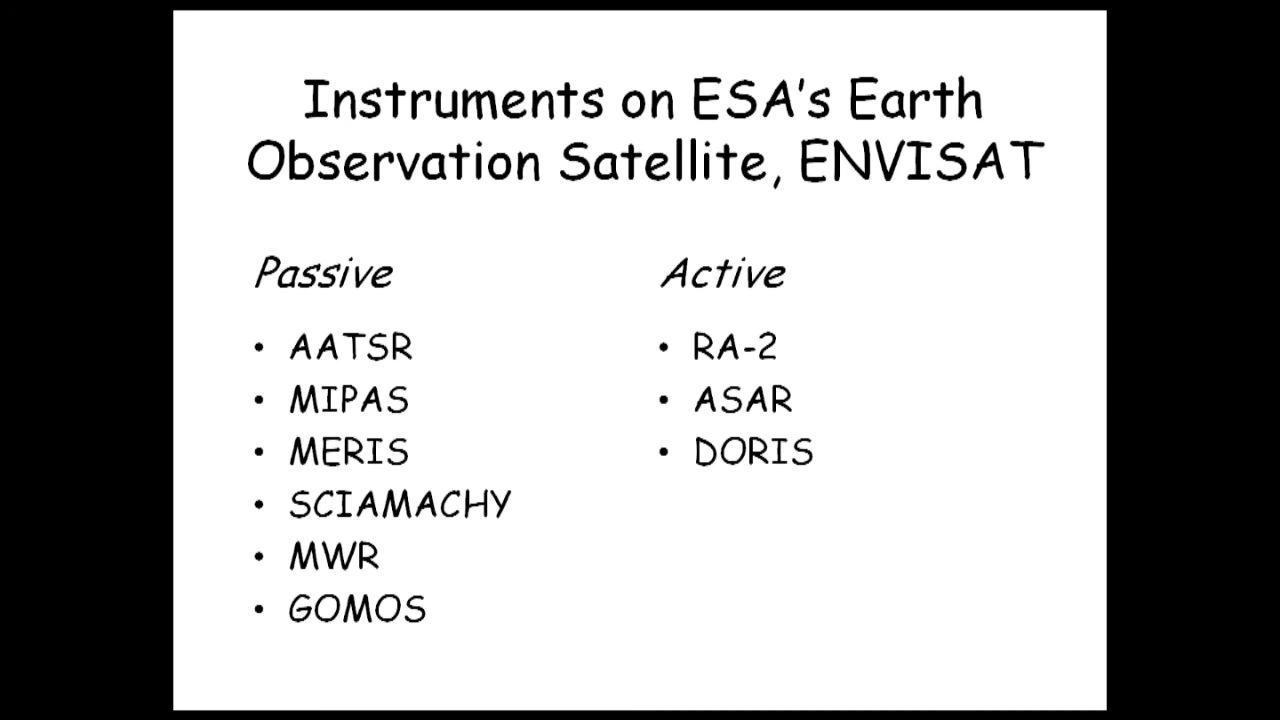 Instruments on ESA's Earth
Observation Satellite, ENVISAT
Passive
• AATSR
• MIPAS
• MERIS
• SCIAMACHY
• MWR
• GOMOS
Active
• RA-2
• ASAR
• DORIS